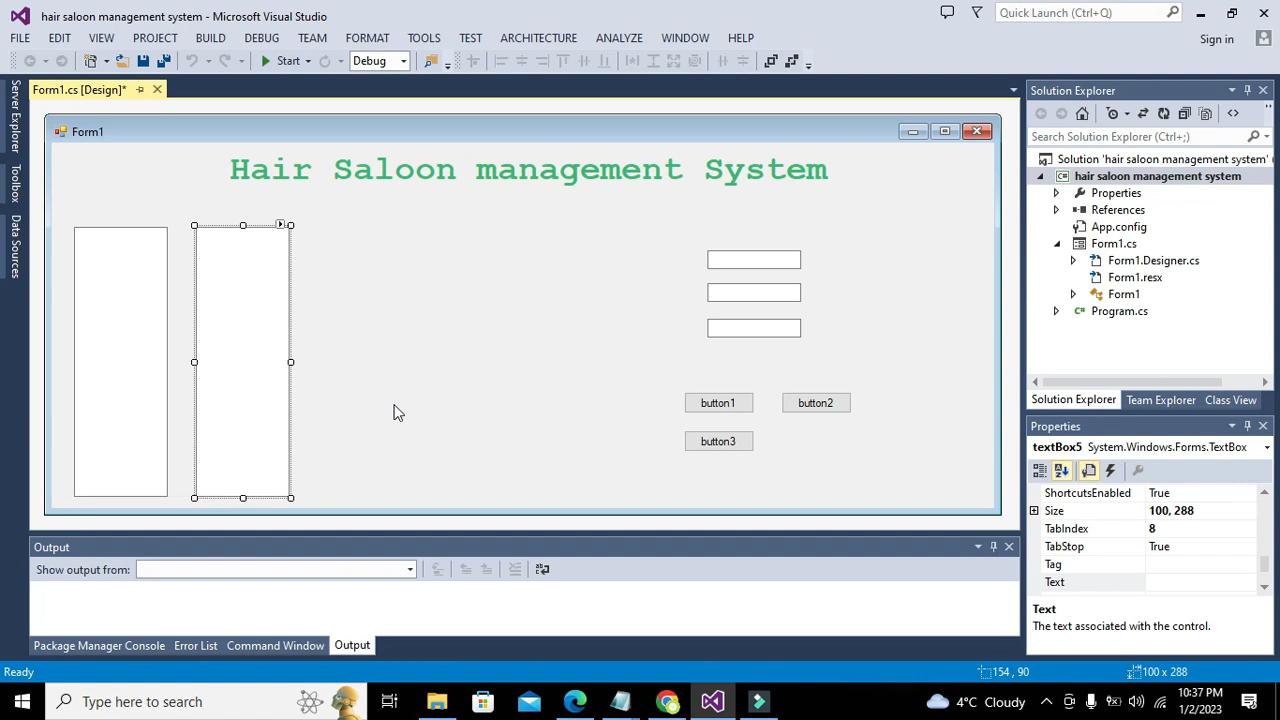 hair saloon management system - Microsoft Visual Studio
Quick Launch (Ctrl+Q)
FILE EDIT VIEW PROJECT BUILD DEBUG TEAM FORMAT TOOLS TEST ARCHITECTURE ANALYZE WINDOW HELP
Sign in
Start
Debug
Server Explorer
Toolbox
Data Sources
Form1.cs [Design]*
Form1
Hair Saloon management System
button1
button2
button3
Solution Explorer
Search Solution Explorer (Ctrl+;)
Solution 'hair saloon management system' (
hair saloon management system
Properties
References
App.config
Form1.cs
Form1.Designer.cs
Form1.resx
Form1
Program.cs
Solution Explorer Team Explorer Class View
Properties
textBox5 System.Windows.Forms.TextBox
ShortcutsEnabled True
Size 100, 288
TabIndex 8
TabStop True
Tag
Text
Text
The text associated with the control.
Output
Show output from:
Package Manager Console Error List Command Window Output
Ready
154 , 90
100 x 288
Type here to search
4°C Cloudy
10:37 PM
1/2/2023